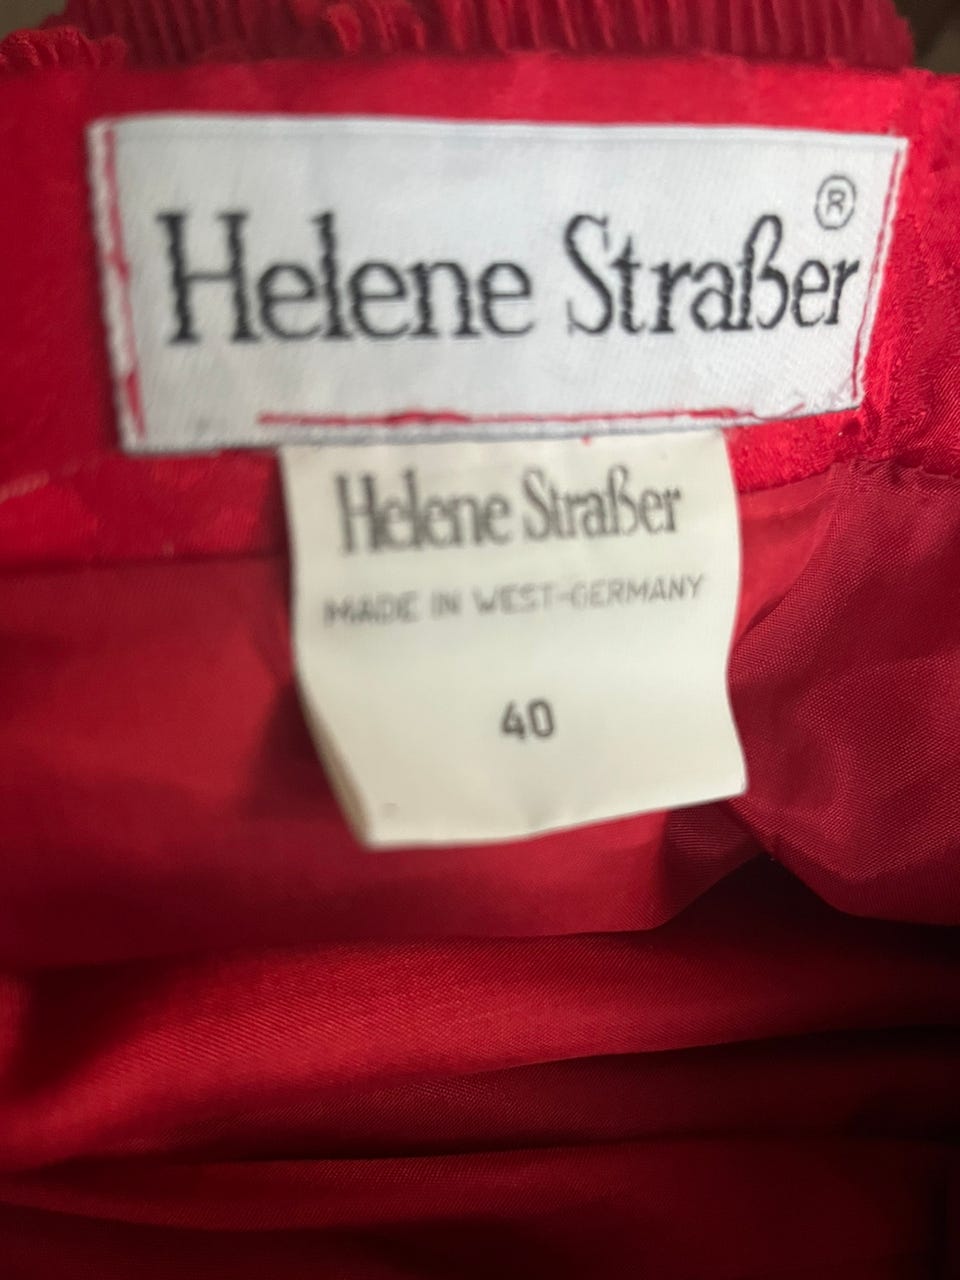 Helene Straßer®
Helene Straßer
MADE IN WEST-GERMANY
40